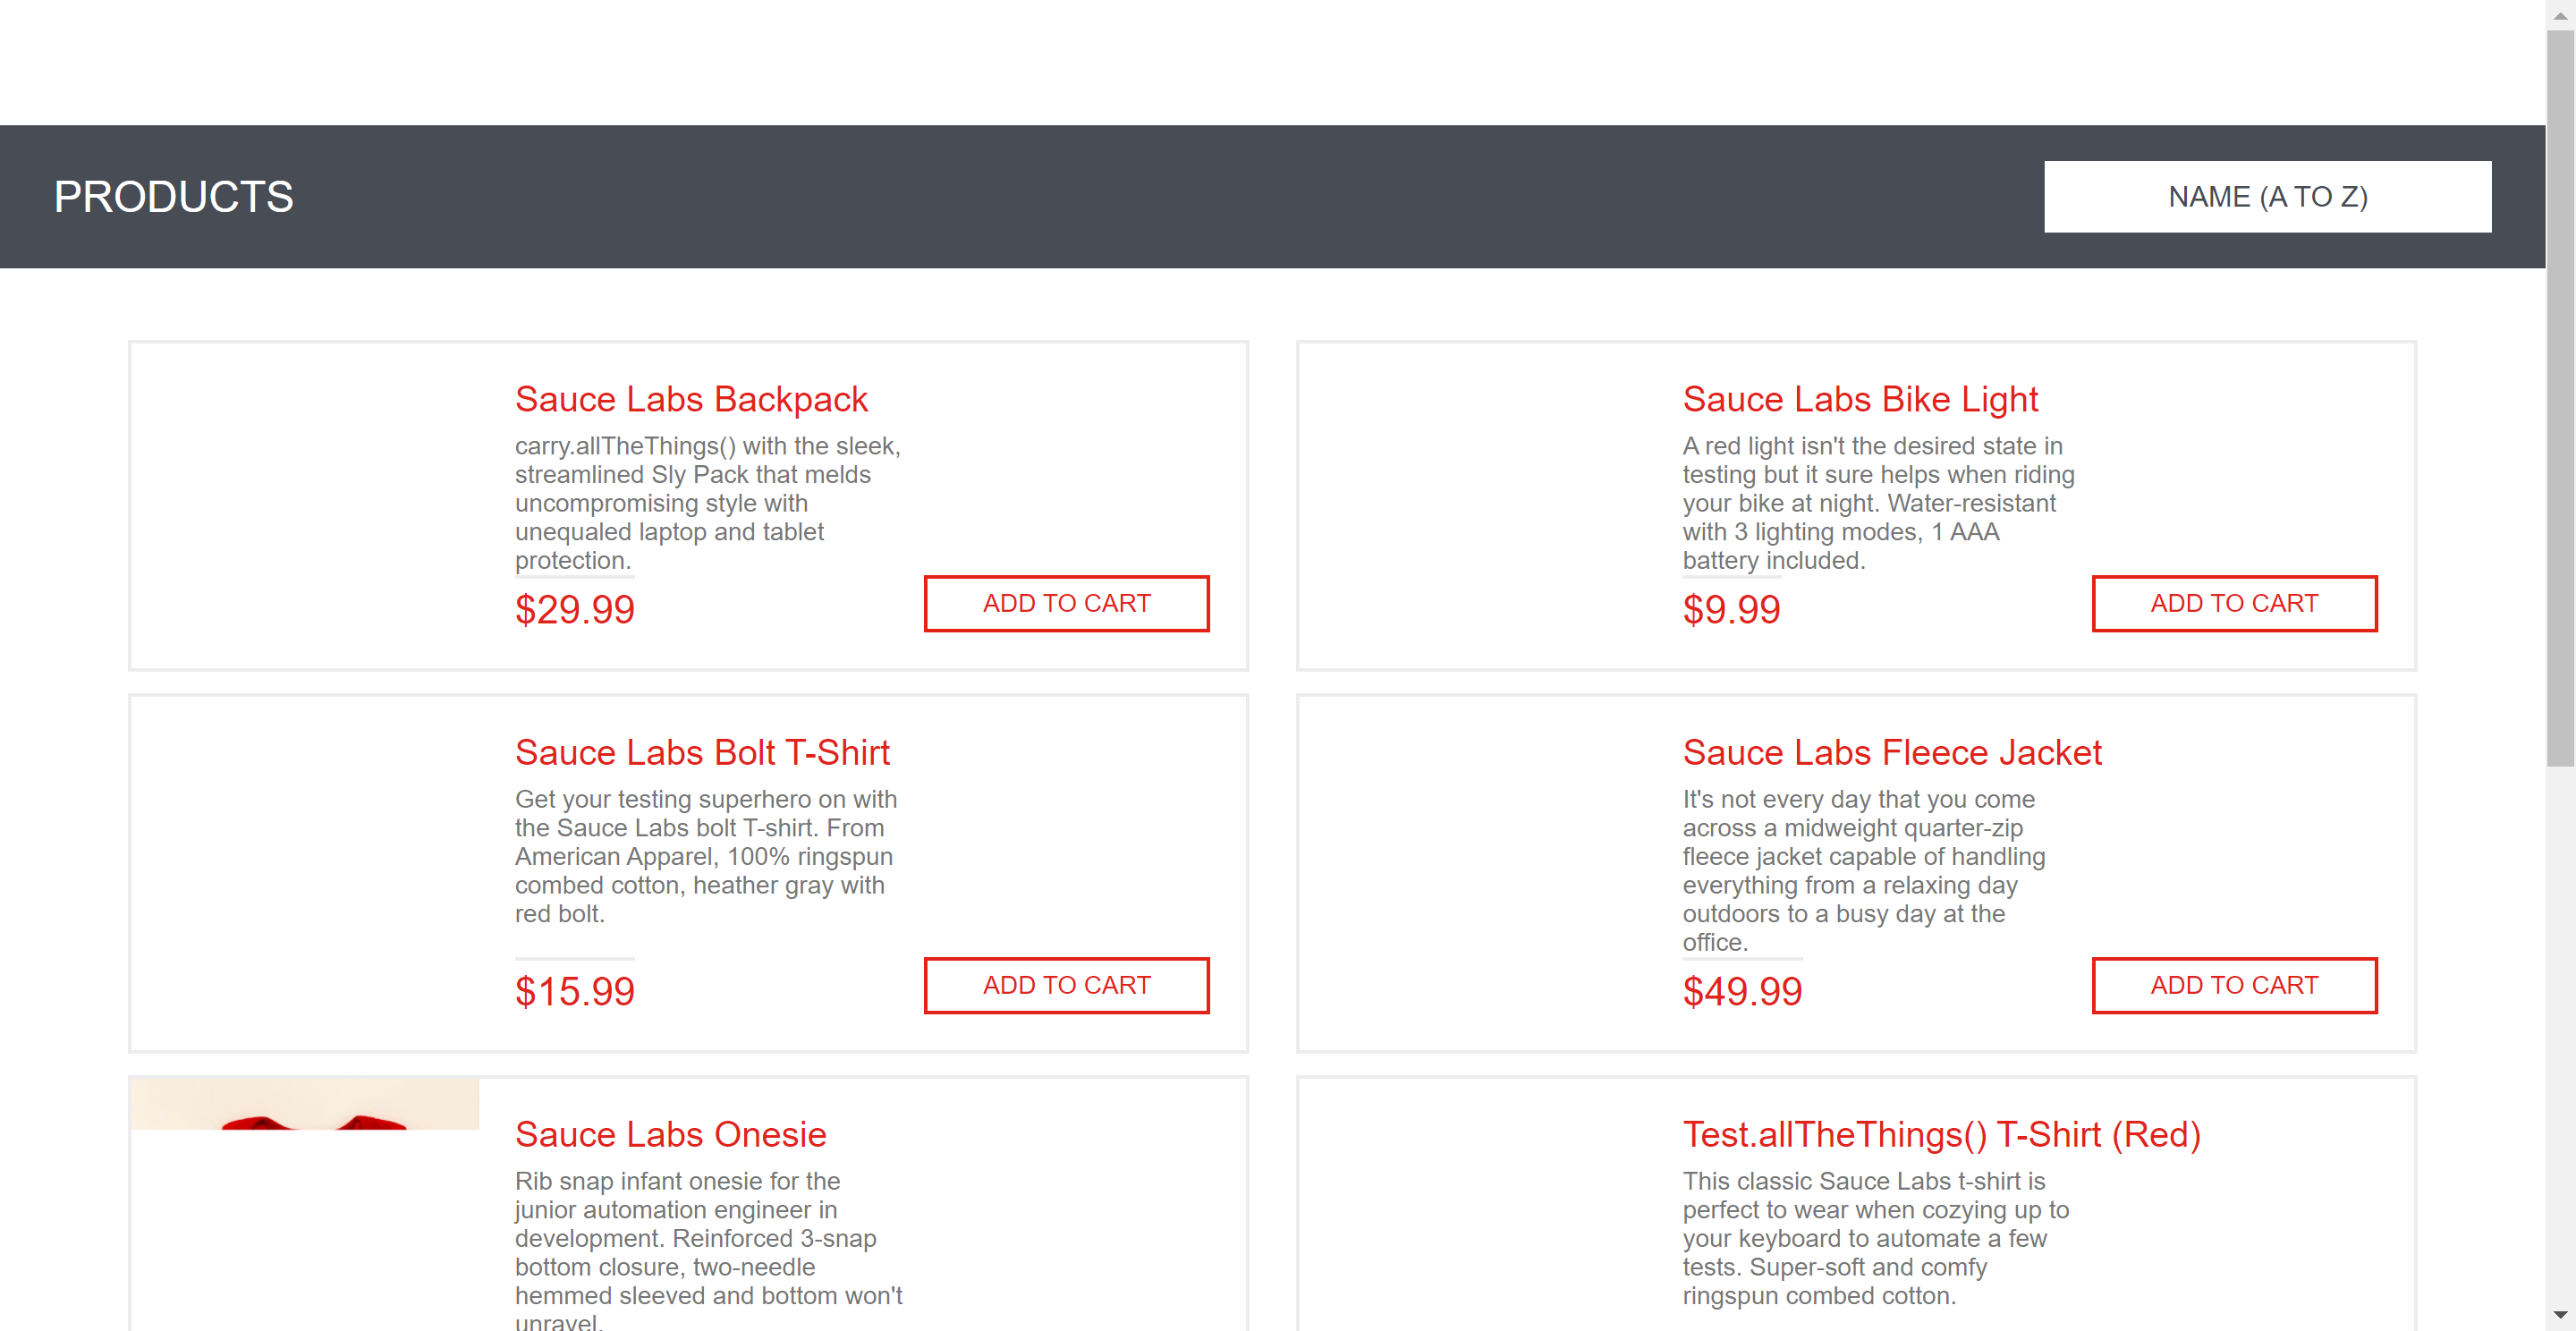 PRODUCTS
NAME (A TO Z)
Sauce Labs Backpack
carry.allTheThings() with the sleek,
streamlined Sly Pack that melds
uncompromising style with
unequaled laptop and tablet
protection.
$29.99
ADD TO CART
Sauce Labs Bike Light
A red light isn't the desired state in
testing but it sure helps when riding
your bike at night. Water-resistant
with 3 lighting modes, 1 AAA
battery included.
$9.99
ADD TO CART
Sauce Labs Bolt T-Shirt
Get your testing superhero on with
the Sauce Labs bolt T-shirt. From
American Apparel, 100% ringspun
combed cotton, heather gray with
red bolt.
$15.99
ADD TO CART
Sauce Labs Fleece Jacket
It's not every day that you come
across a midweight quarter-zip
fleece jacket capable of handling
everything from a relaxing day
outdoors to a busy day at the
office.
$49.99
ADD TO CART
Sauce Labs Onesie
Rib snap infant onesie for the
junior automation engineer in
development. Reinforced 3-snap
bottom closure, two-needle
hemmed sleeved and bottom won't
unravel.
Test.allTheThings() T-Shirt (Red)
This classic Sauce Labs t-shirt is
perfect to wear when cozying up to
your keyboard to automate a few
tests. Super-soft and comfy
ringspun combed cotton.